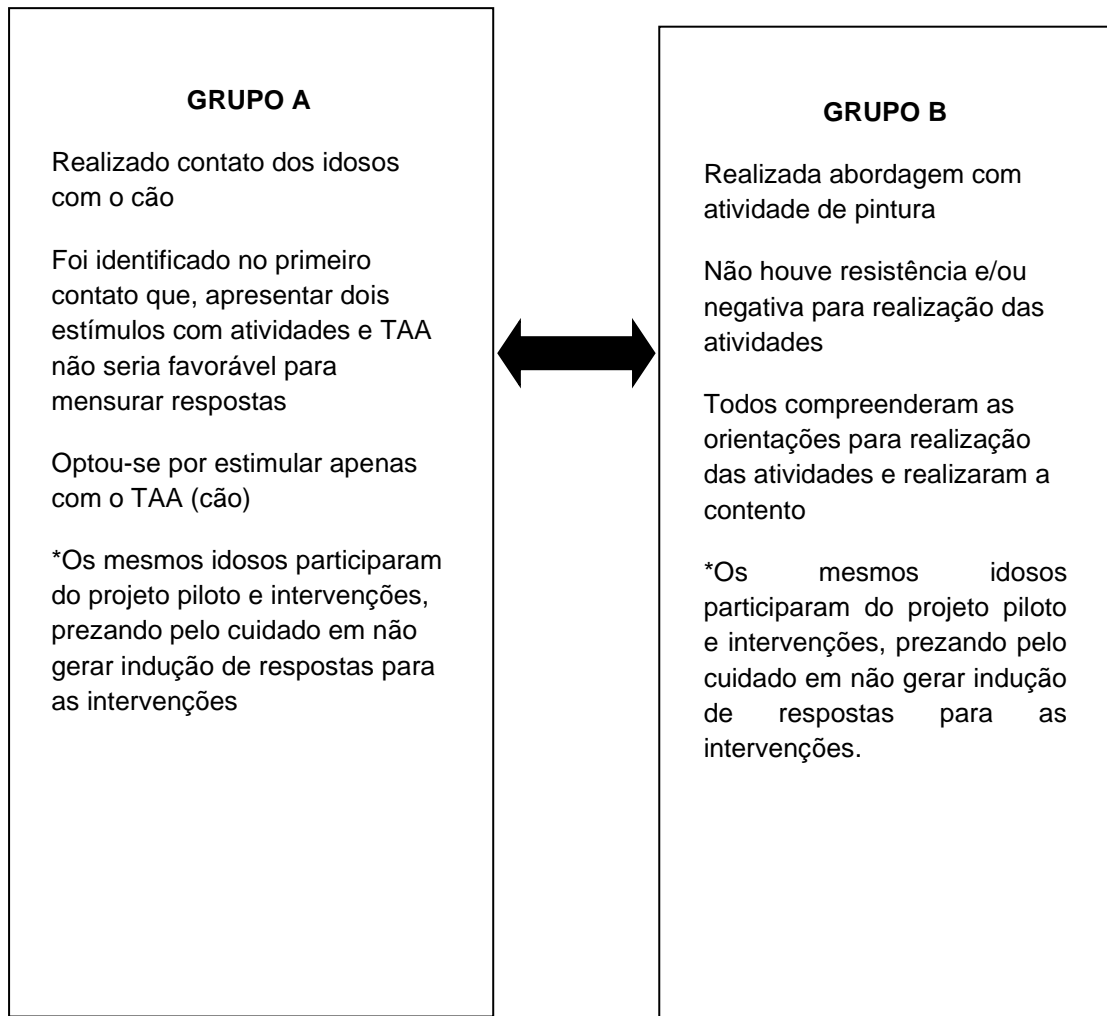 GRUPO A
Realizado contato dos idosos
com o cão
Foi identificado no primeiro
contato que, apresentar dois
estímulos com atividades e TAA
não seria favorável para
mensurar respostas
Optou-se por estimular apenas
com o TAA (cão)
*Os mesmos idosos participaram
do projeto piloto e intervenções,
prezando pelo cuidado em não
gerar indução de respostas para
as intervenções
GRUPO B
Realizada abordagem com
atividade de pintura
Não houve resistência e/ou
negativa para realização das
atividades
Todos compreenderam as
orientações para realização
das atividades e realizaram a
contento
*Os mesmos idosos
participaram do projeto piloto
e intervenções, prezando pelo
cuidado em não gerar indução
de respostas para as
intervenções.